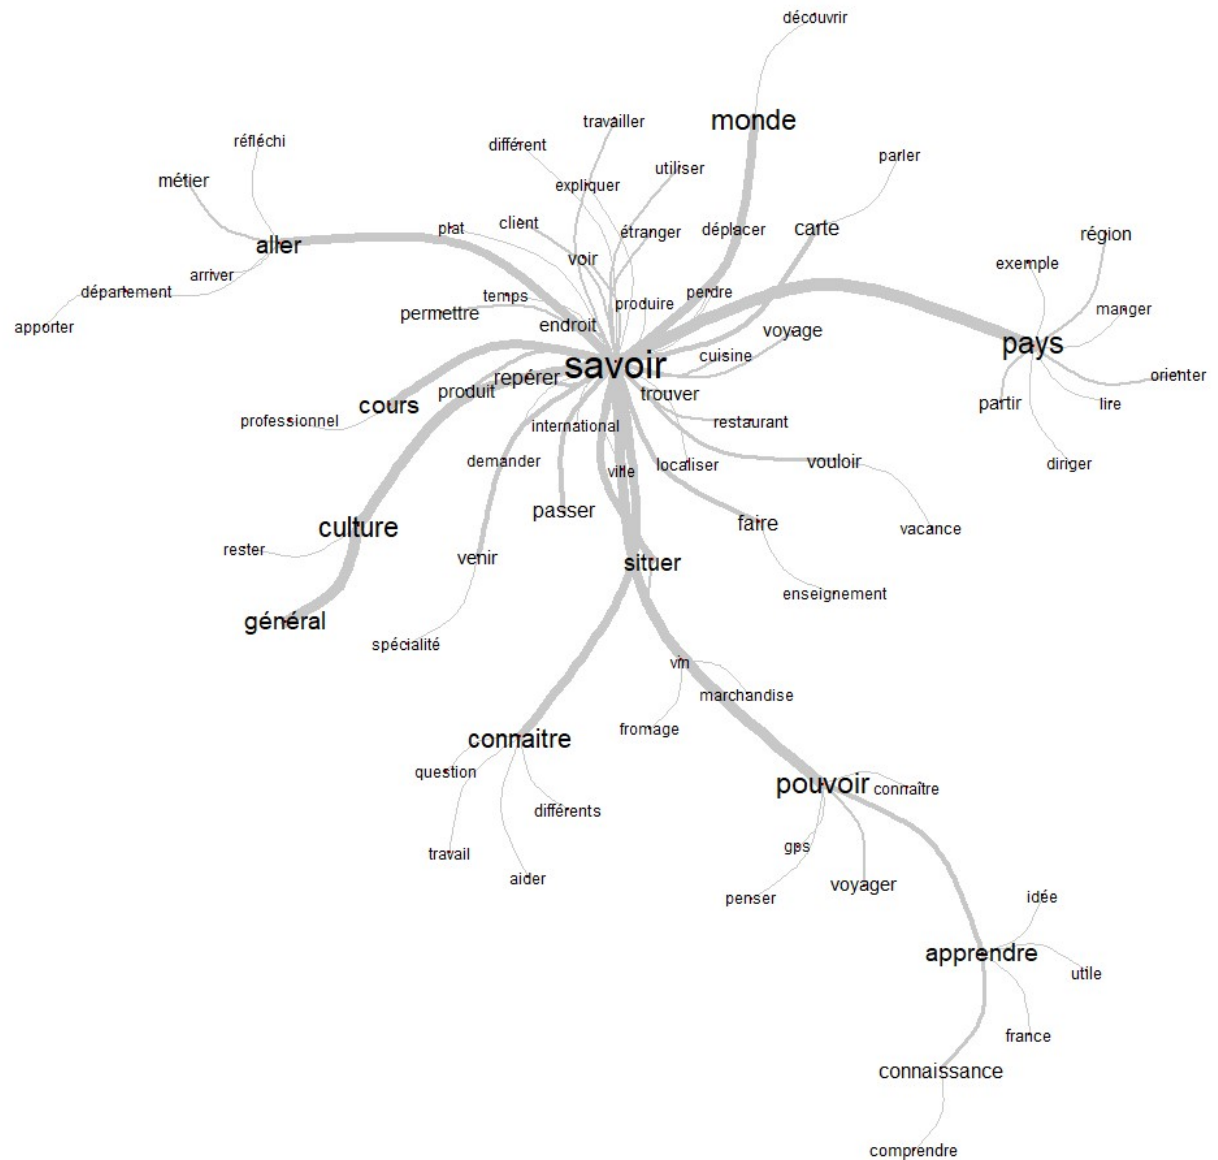 découvrir
monde
travailler
réfléchi
différent
parler
utiliser
métier
expliquer
client
étranger
déplacer
carte
plat
région
aller
voir
exemple
arriver
département
temps
perdre
produire
manger
permettre
apporter
endroit
voyage
pays
cuisine
savoir
orienter
repérer
produit
trouver
cours
partir
lire
professionnel
restaurant
international
demander
ville
localiser
vouloir
diriger
passer
culture
faire
vacance
rester
venir
situer
enseignement
général
spécialité
vin
marchandise
fromage
connaitre
question
pouvoir
connaître
différents
travail
gps
aider
voyager
penser
idée
apprendre
utile
france
connaissance
comprendre